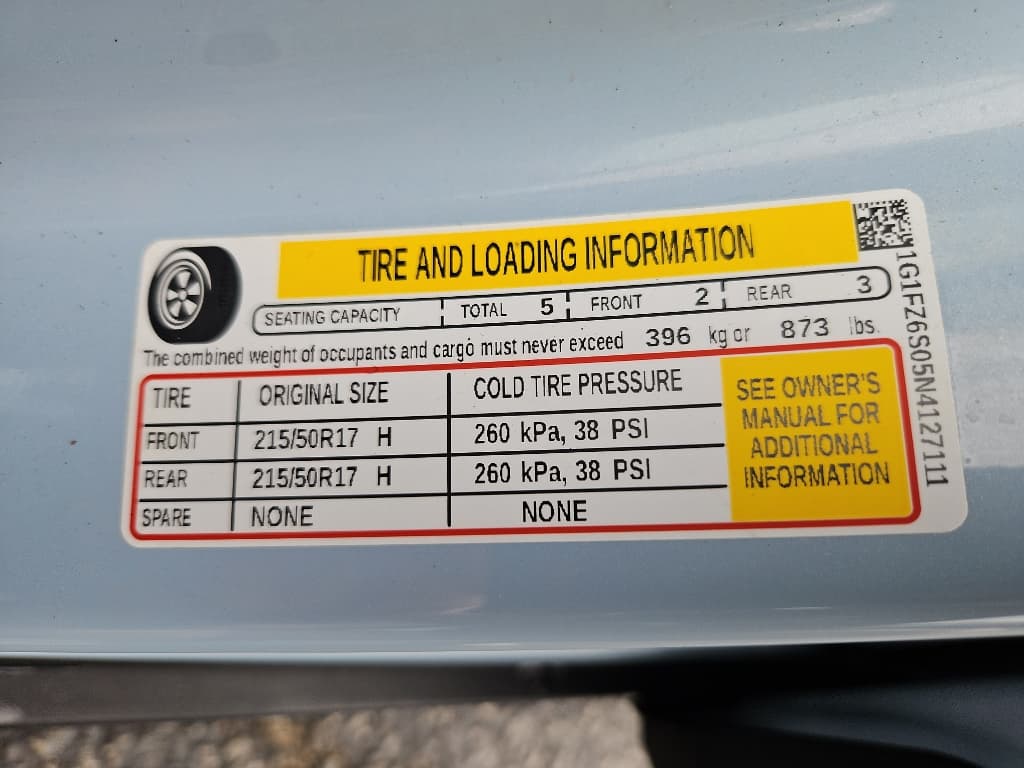 TIRE AND LOADING INFORMATION
SEATING CAPACITY TOTAL 5 FRONT 2 REAR 3
The combined weight of occupants and cargo must never exceed 396 kg or 873 lbs.
TIRE ORIGINAL SIZE COLD TIRE PRESSURE
FRONT 215/50R17 H 260 kPa, 38 PSI
REAR 215/50R17 H 260 kPa, 38 PSI
SPARE NONE NONE
SEE OWNER'S
MANUAL FOR
ADDITIONAL
INFORMATION
1G1FZ6S05N4127111